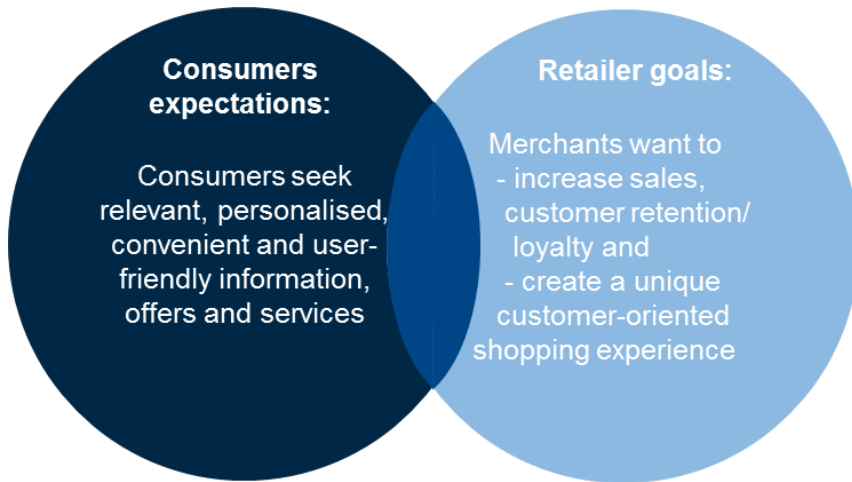 Consumers
expectations:
Consumers seek
relevant, personalised,
convenient and user-
friendly information,
offers and services
Retailer goals:
Merchants want to
- increase sales,
customer retention/
loyalty and
- create a unique
customer-oriented
shopping experience